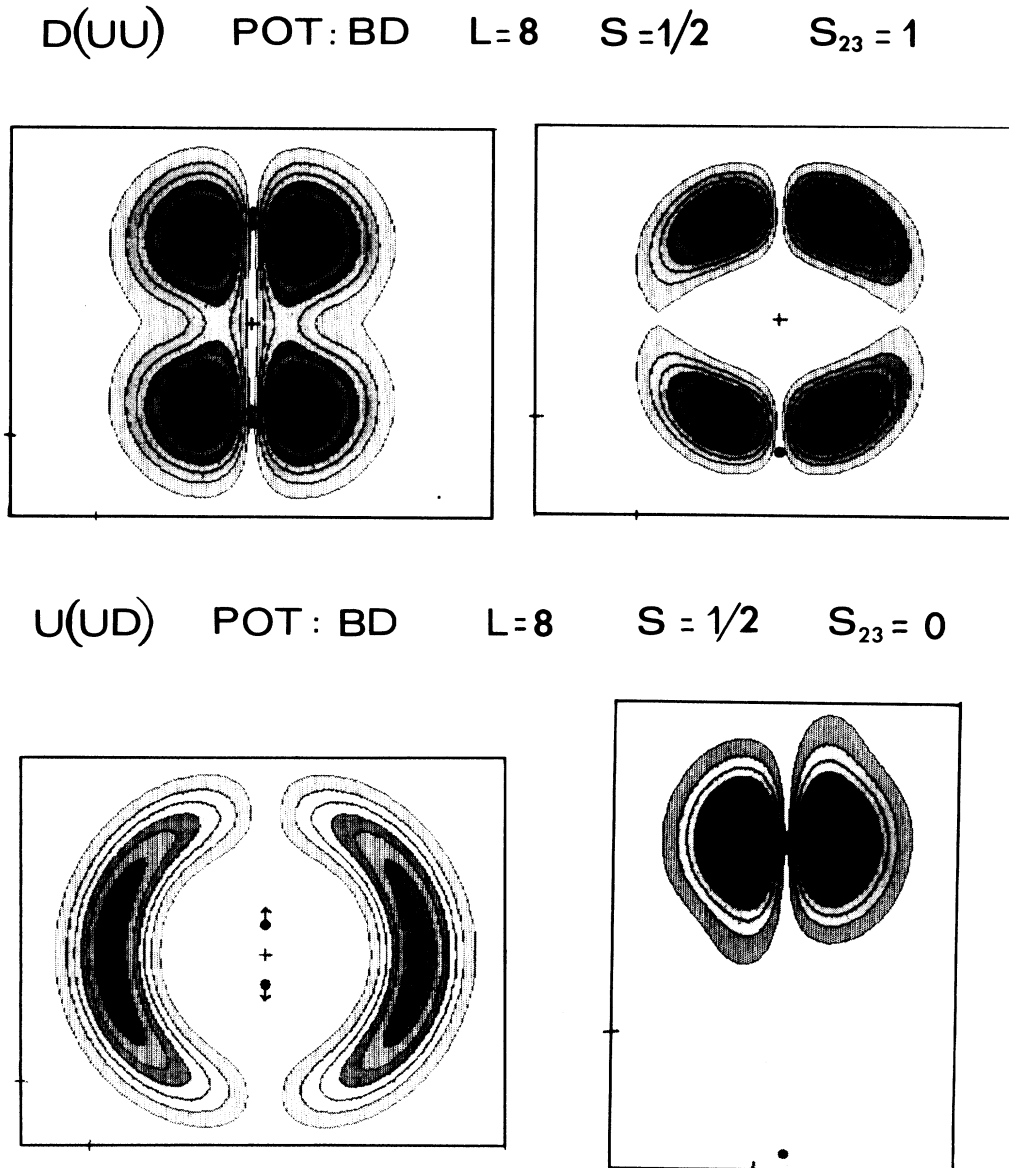 D(UU) POT: BD L=8 S=1/2 S₂₃=1
U(UD) POT: BD L=8 S=1/2 S₂₃=0